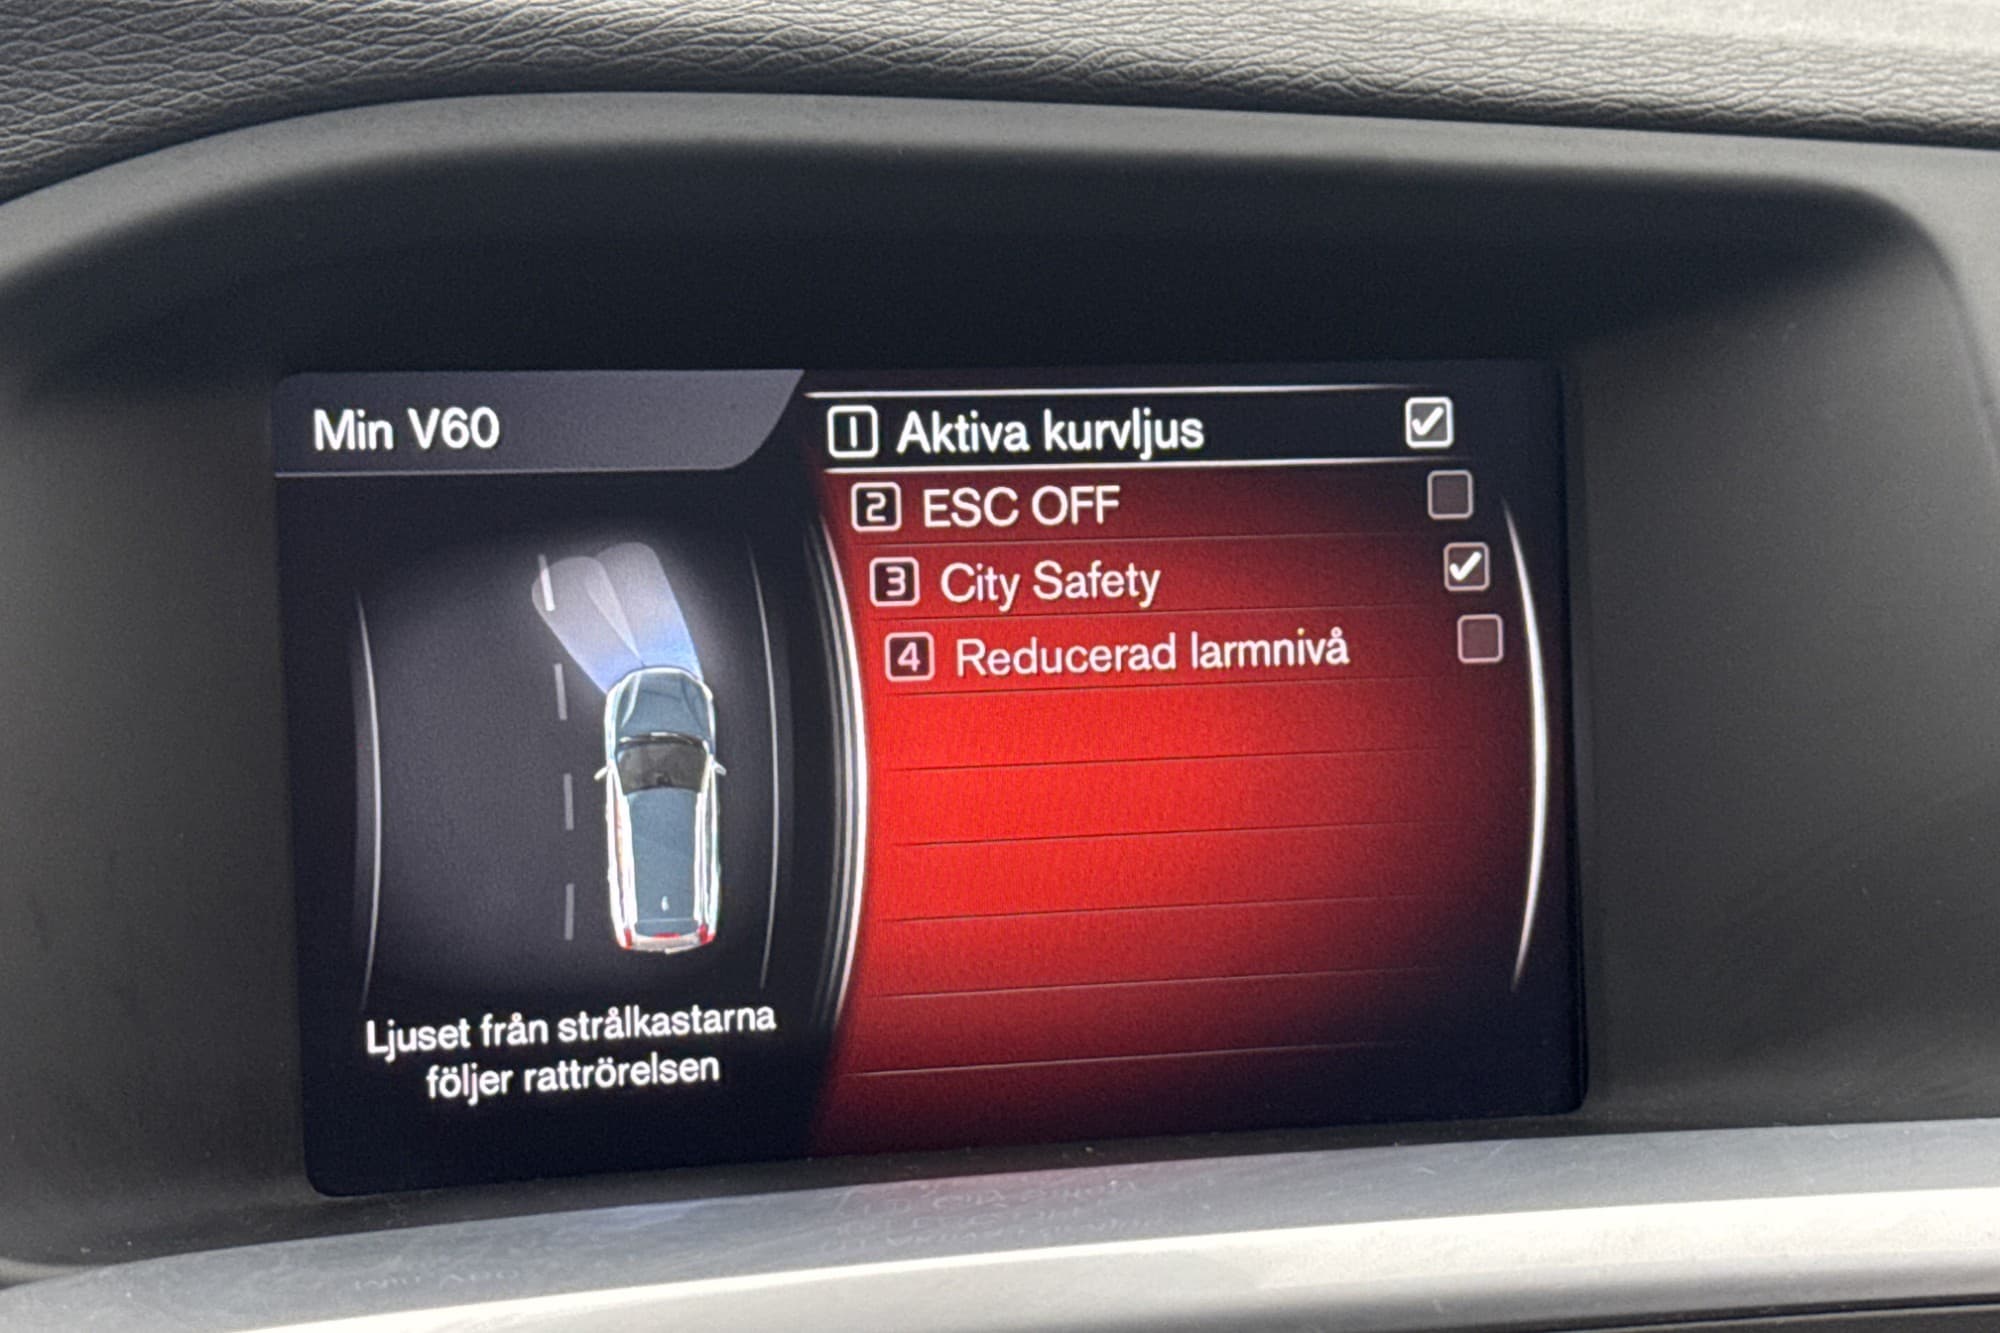 Min V60
1 Aktiva kurvljus
2 ESC OFF
3 City Safety
4 Reducerad larmnivå
Ljuset från strålkastarna
följer rattrörelsen